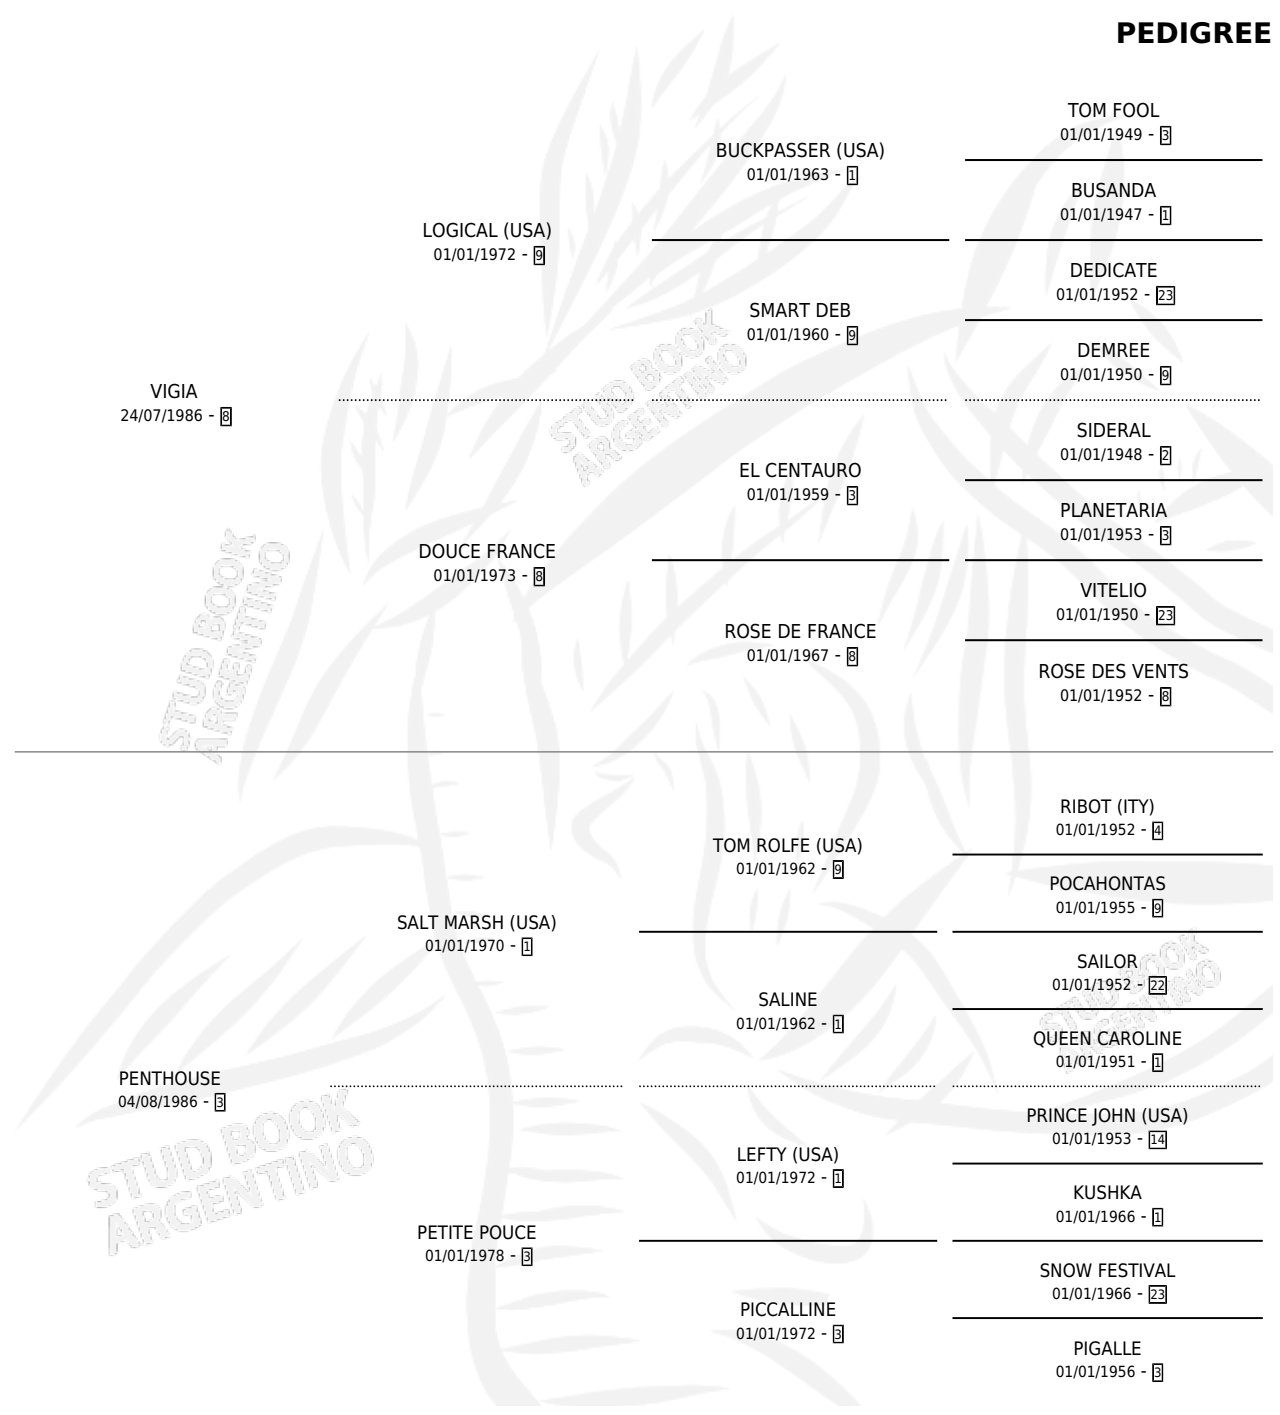 PEDIGREE
TOM FOOL
01/01/1949 - 3
BUCKPASSER (USA)
01/01/1963 - 1
BUSANDA
01/01/1947 - 1
LOGICAL (USA)
01/01/1972 - 9
DEDICATE
01/01/1952 - 23
SMART DEB
01/01/1960 - 9
DEMREE
01/01/1950 - 9
VIGIA
24/07/1986 - 8
STUD BOOK
ARGENTINO
SIDERAL
01/01/1948 - 2
EL CENTAURO
01/01/1959 - 3
PLANETARIA
01/01/1953 - 3
DOUCE FRANCE
01/01/1973 - 8
VITELIO
01/01/1950 - 23
ROSE DE FRANCE
01/01/1967 - 8
ROSE DES VENTS
01/01/1952 - 8
STUD BOOK
ARGENTINO
RIBOT (ITY)
01/01/1952 - 4
TOM ROLFE (USA)
01/01/1962 - 9
POCAHONTAS
01/01/1955 - 9
SALT MARSH (USA)
01/01/1970 - 1
SAILOR
01/01/1952 - 22
SALINE
01/01/1962 - 1
STUD BOOK
ARGENTINO
QUEEN CAROLINE
01/01/1951 - 1
PENTHOUSE
04/08/1986 - 3
PRINCE JOHN (USA)
01/01/1953 - 14
LEFTY (USA)
01/01/1972 - 1
STUD BOOK
ARGENTINO
KUSHKA
01/01/1966 - 1
PETITE POUCE
01/01/1978 - 3
SNOW FESTIVAL
01/01/1966 - 23
PICCALLINE
01/01/1972 - 3
PIGALLE
01/01/1956 - 3